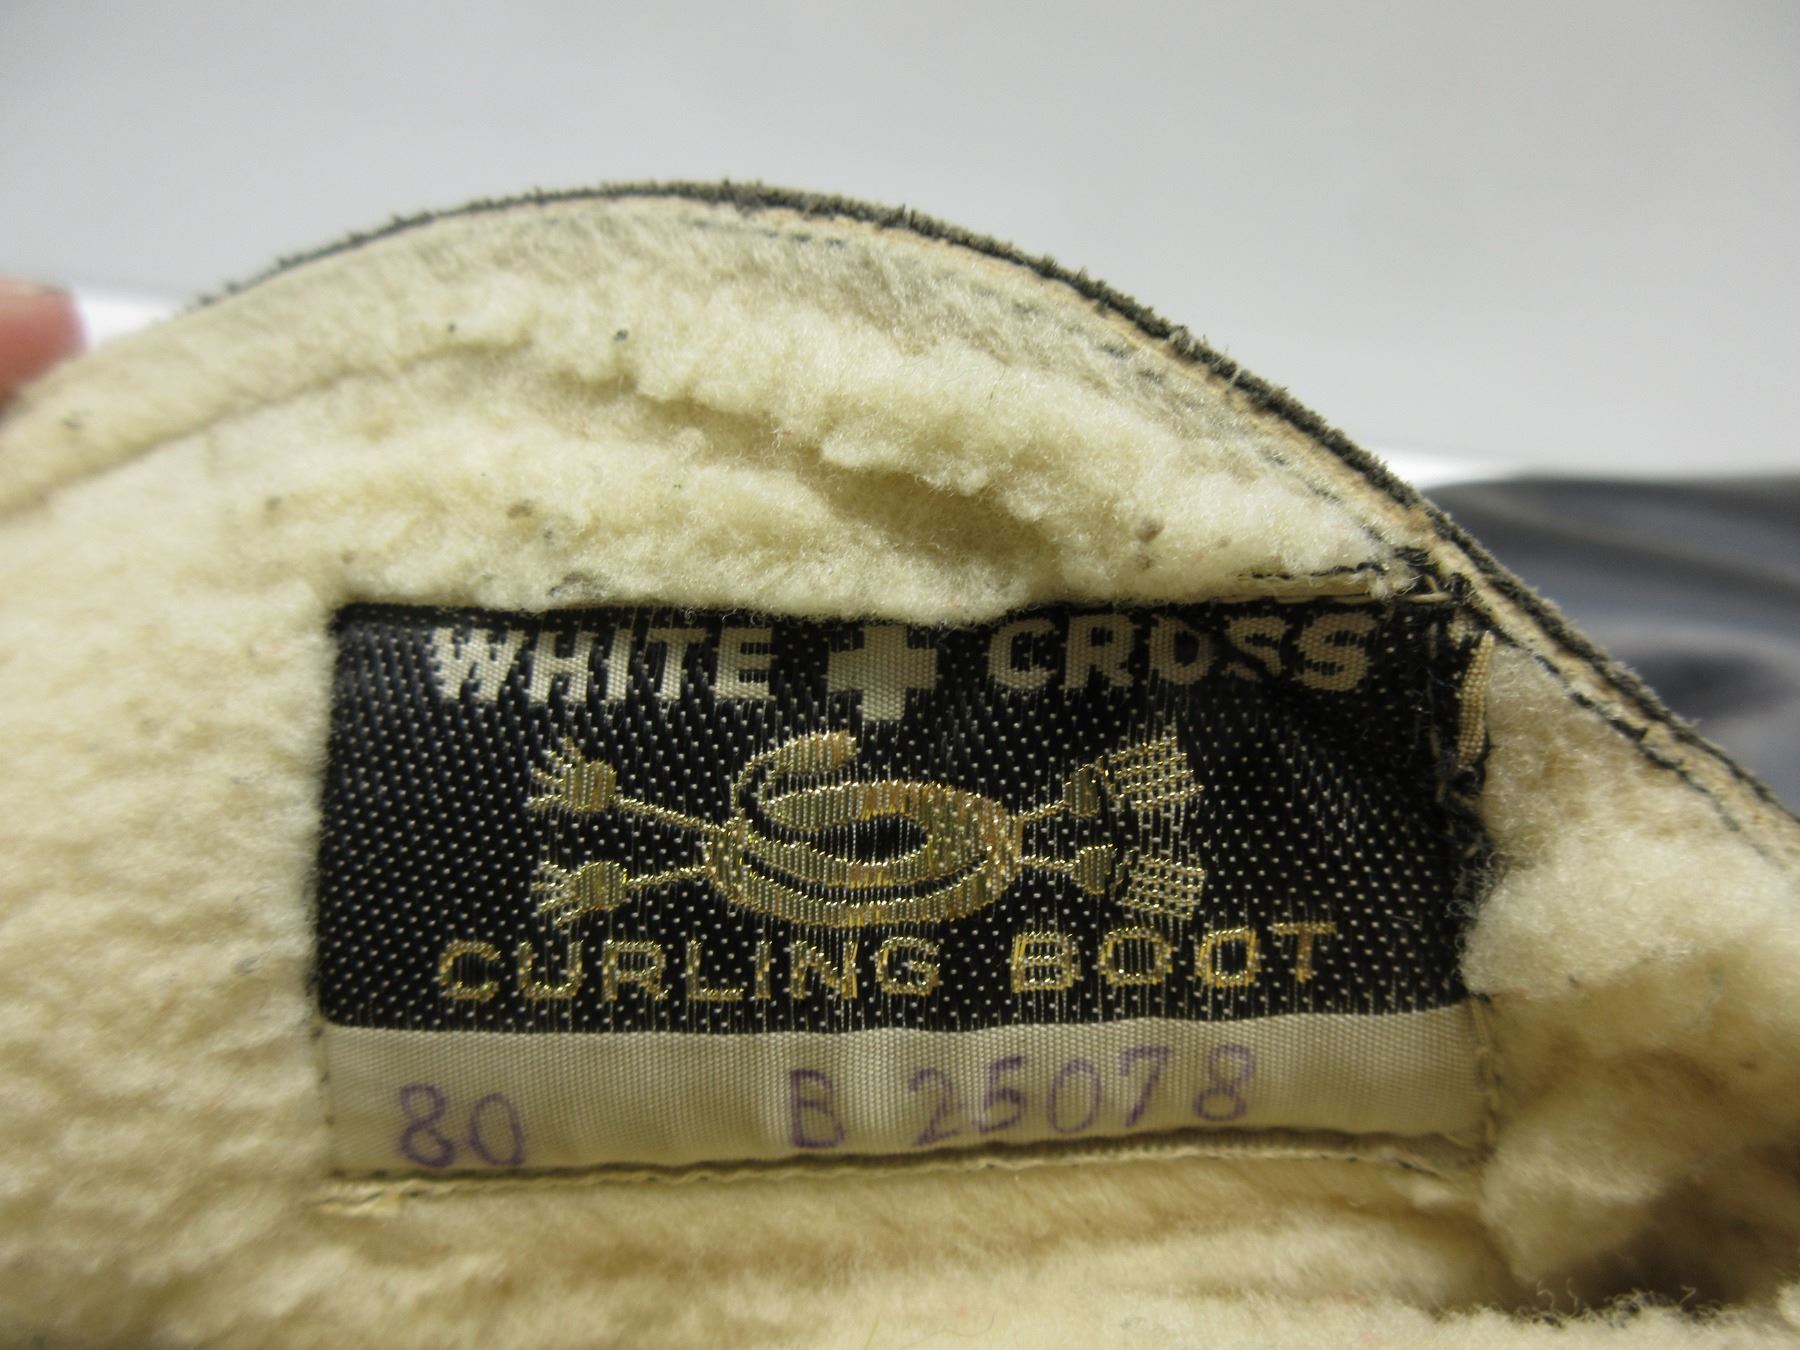 WHITE CROSS
CURLING BOOT
80 B 25078